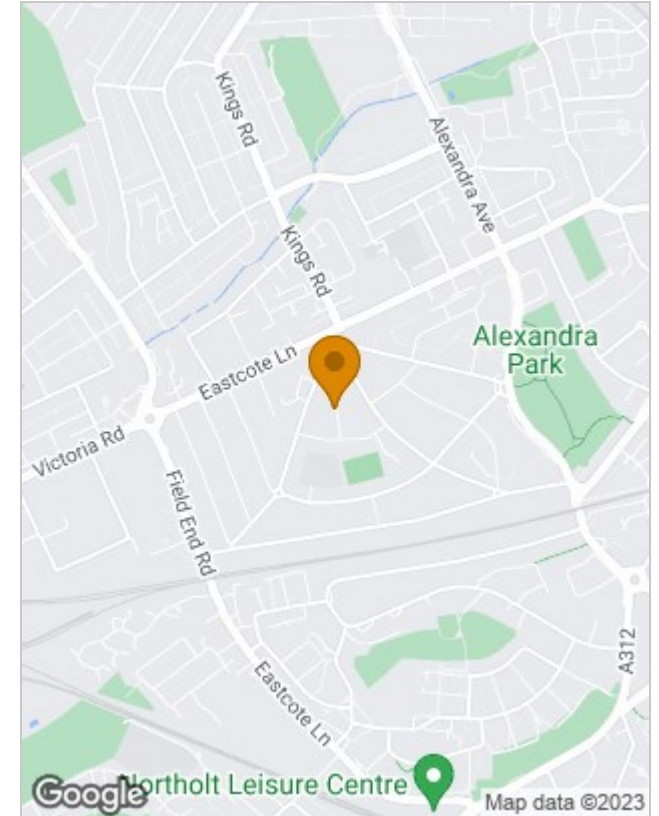 Kings Rd
Alexandra Ave
Kings Rd
Alexandra
Park
Eastcote Ln
Victoria Rd
Field End Rd
A312
Eastcote Ln
Northolt Leisure Centre
Google
Map data ©2023